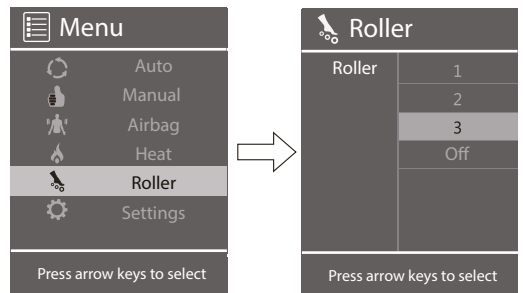 Menu
Auto
Manual
Airbag
Heat
Roller
Settings
Press arrow keys to select
Roller
Roller
1
2
3
Off
Press arrow keys to select